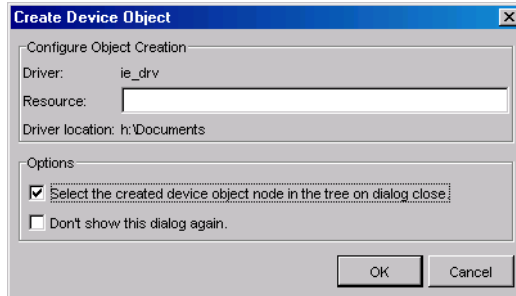 Create Device Object
Configure Object Creation
Driver: ie_drv
Resource:
Driver location: h:\Documents
Options
Select the created device object node in the tree on dialog close.
Don't show this dialog again.
OK Cancel